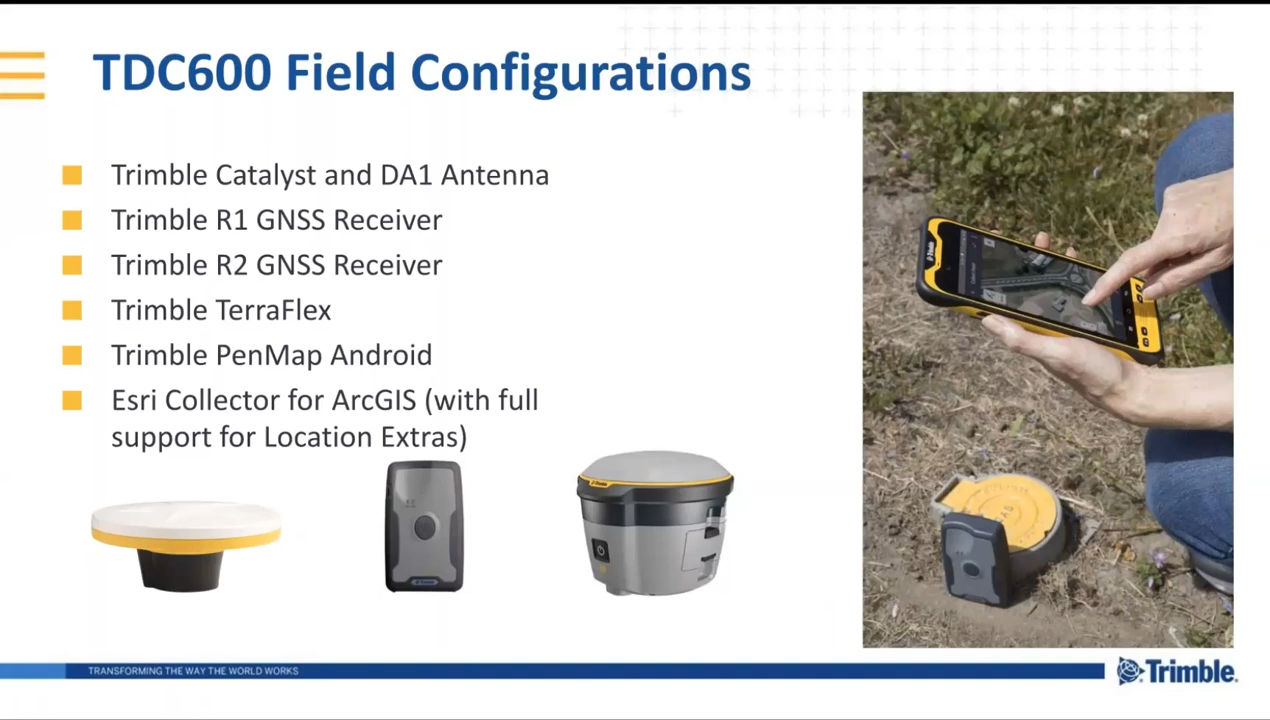 TDC600 Field Configurations
Trimble Catalyst and DA1 Antenna
Trimble R1 GNSS Receiver
Trimble R2 GNSS Receiver
Trimble TerraFlex
Trimble PenMap Android
Esri Collector for ArcGIS (with full
support for Location Extras)
Trimble
TRANSFORMING THE WAY THE WORLD WORKS
Trimble